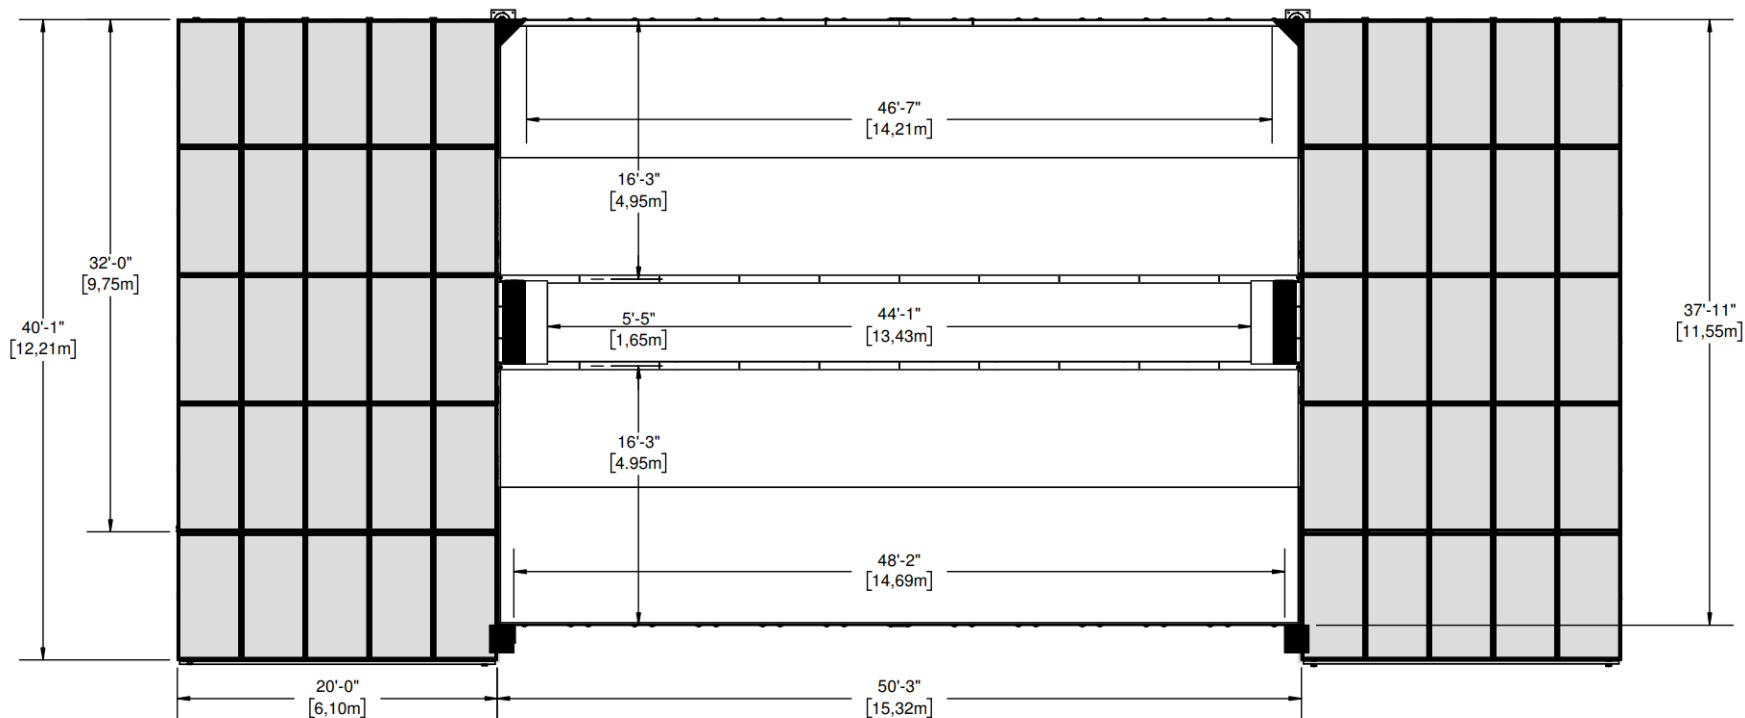 46'-7"
[14,21m]
16'-3"
[4,95m]
32'-0"
[9,75m]
40'-1"
[12,21m]
5'-5"
[1,65m]
44'-1"
[13,43m]
37'-11"
[11,55m]
16'-3"
[4.95m]
48'-2"
[14,69m]
20'-0"
[6,10m]
50'-3"
[15,32m]